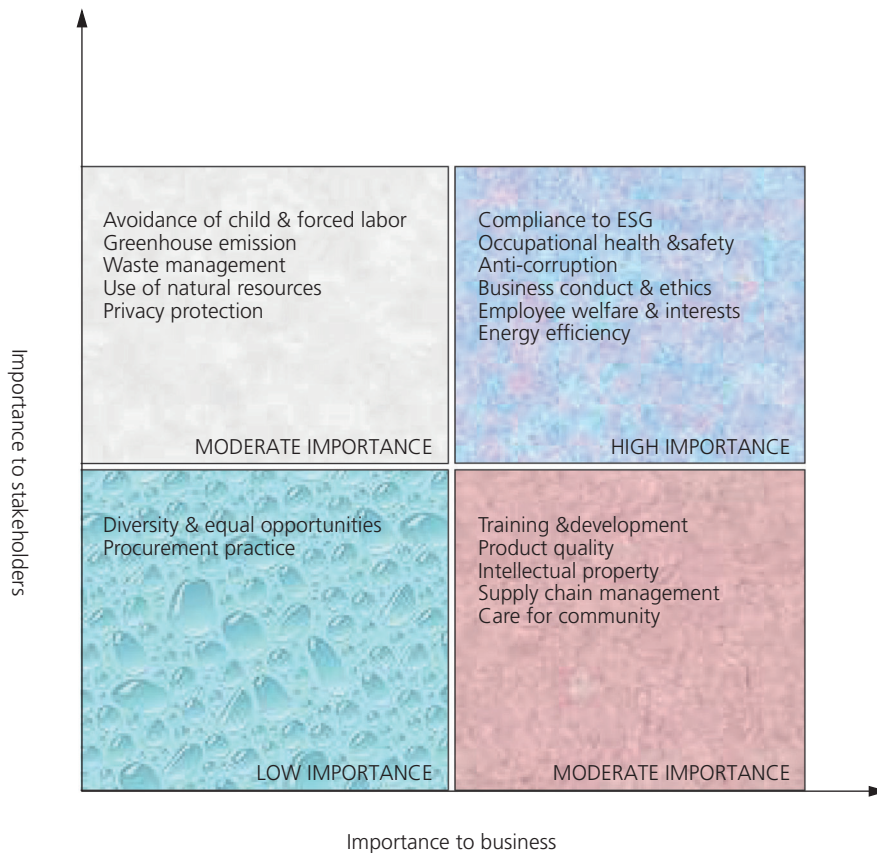 Avoidance of child & forced labor
Greenhouse emission
Waste management
Use of natural resources
Privacy protection
MODERATE IMPORTANCE
Compliance to ESG
Occupational health &safety
Anti-corruption
Business conduct & ethics
Employee welfare & interests
Energy efficiency
HIGH IMPORTANCE
Importance to stakeholders
Diversity & equal opportunities
Procurement practice
LOW IMPORTANCE
Training &development
Product quality
Intellectual property
Supply chain management
Care for community
MODERATE IMPORTANCE
Importance to business